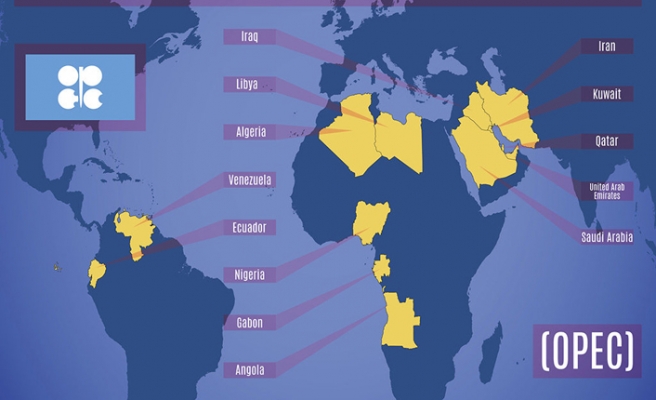 Iraq
Libya
Algeria
Venezuela
Ecuador
Nigeria
Gabon
Angola
Iran
Kuwait
Qatar
United Arab
Emirates
Saudi Arabia
(OPEC)